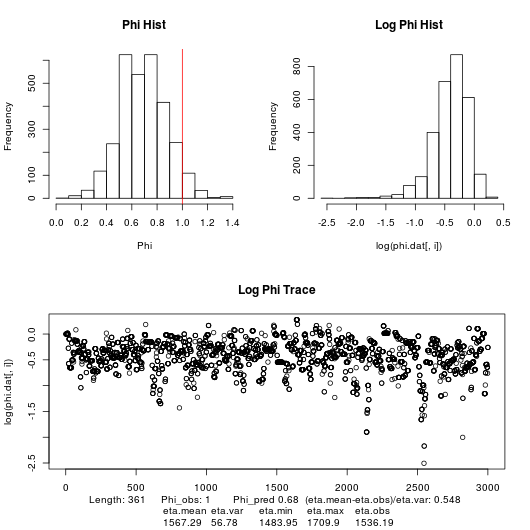 Phi Hist
Log Phi Hist
Frequency
0 100 300 500
0.0 0.2 0.4 0.6 0.8 1.0 1.2 1.4
Phi
Frequency
0 200 400 600 800
-2.5 -2.0 -1.5 -1.0 -0.5 0.0 0.5
log(phi.dat[, i])
Log Phi Trace
log(phi.dat[, i])
0.0 -0.5 -1.5 -2.5
0 500 1000 1500 2000 2500 3000
Length: 361 Phi_obs: 1 Phi_pred 0.68 (eta.mean-eta.obs)/eta.var: 0.548
eta.mean eta.var eta.min eta.max eta.obs
1567.29 56.78 1483.95 1709.9 1536.19